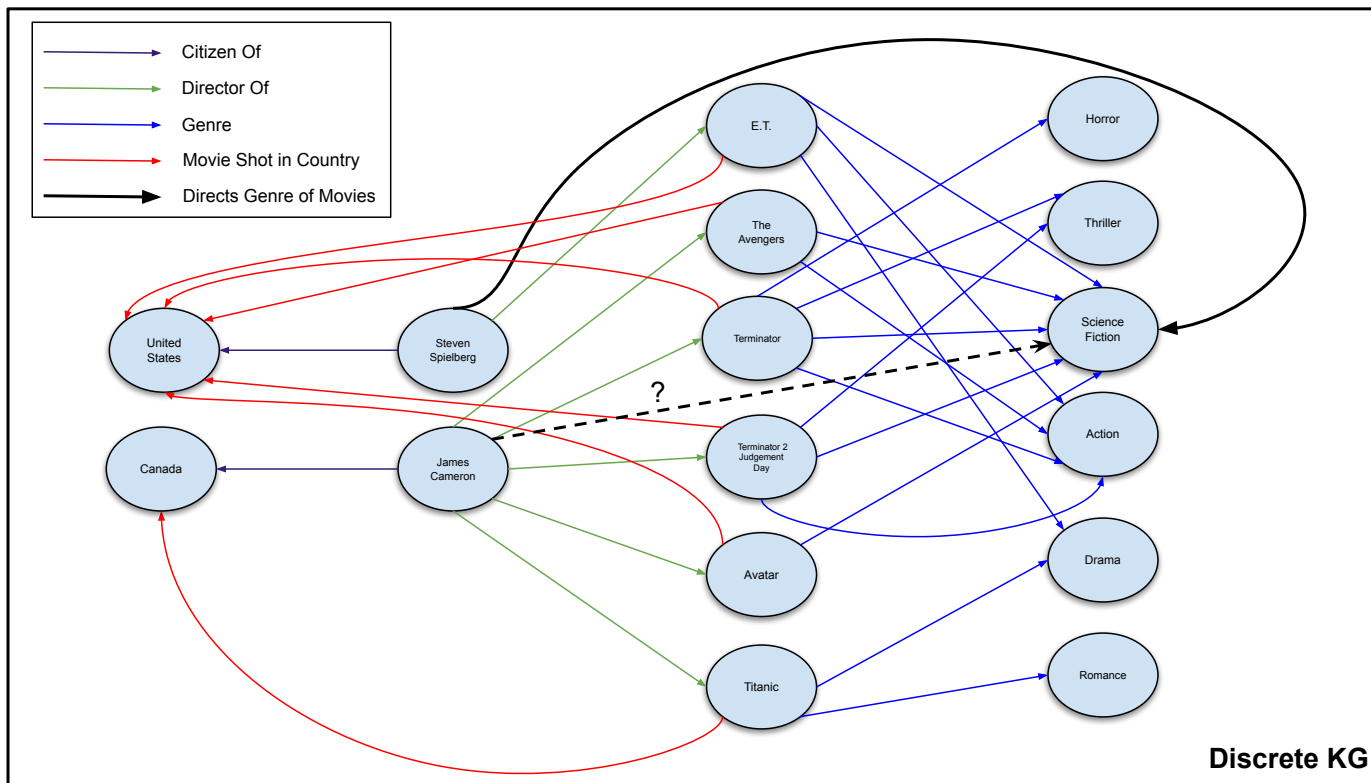 Citizen Of
Director Of
Genre
Movie Shot in Country
Directs Genre of Movies
E.T.
Horror
The
Avengers
Thriller
United
States
Steven
Spielberg
Terminator
Science
Fiction
?
Canada
James
Cameron
Terminator 2
Judgement
Day
Action
Avatar
Drama
Titanic
Romance
Discrete KG